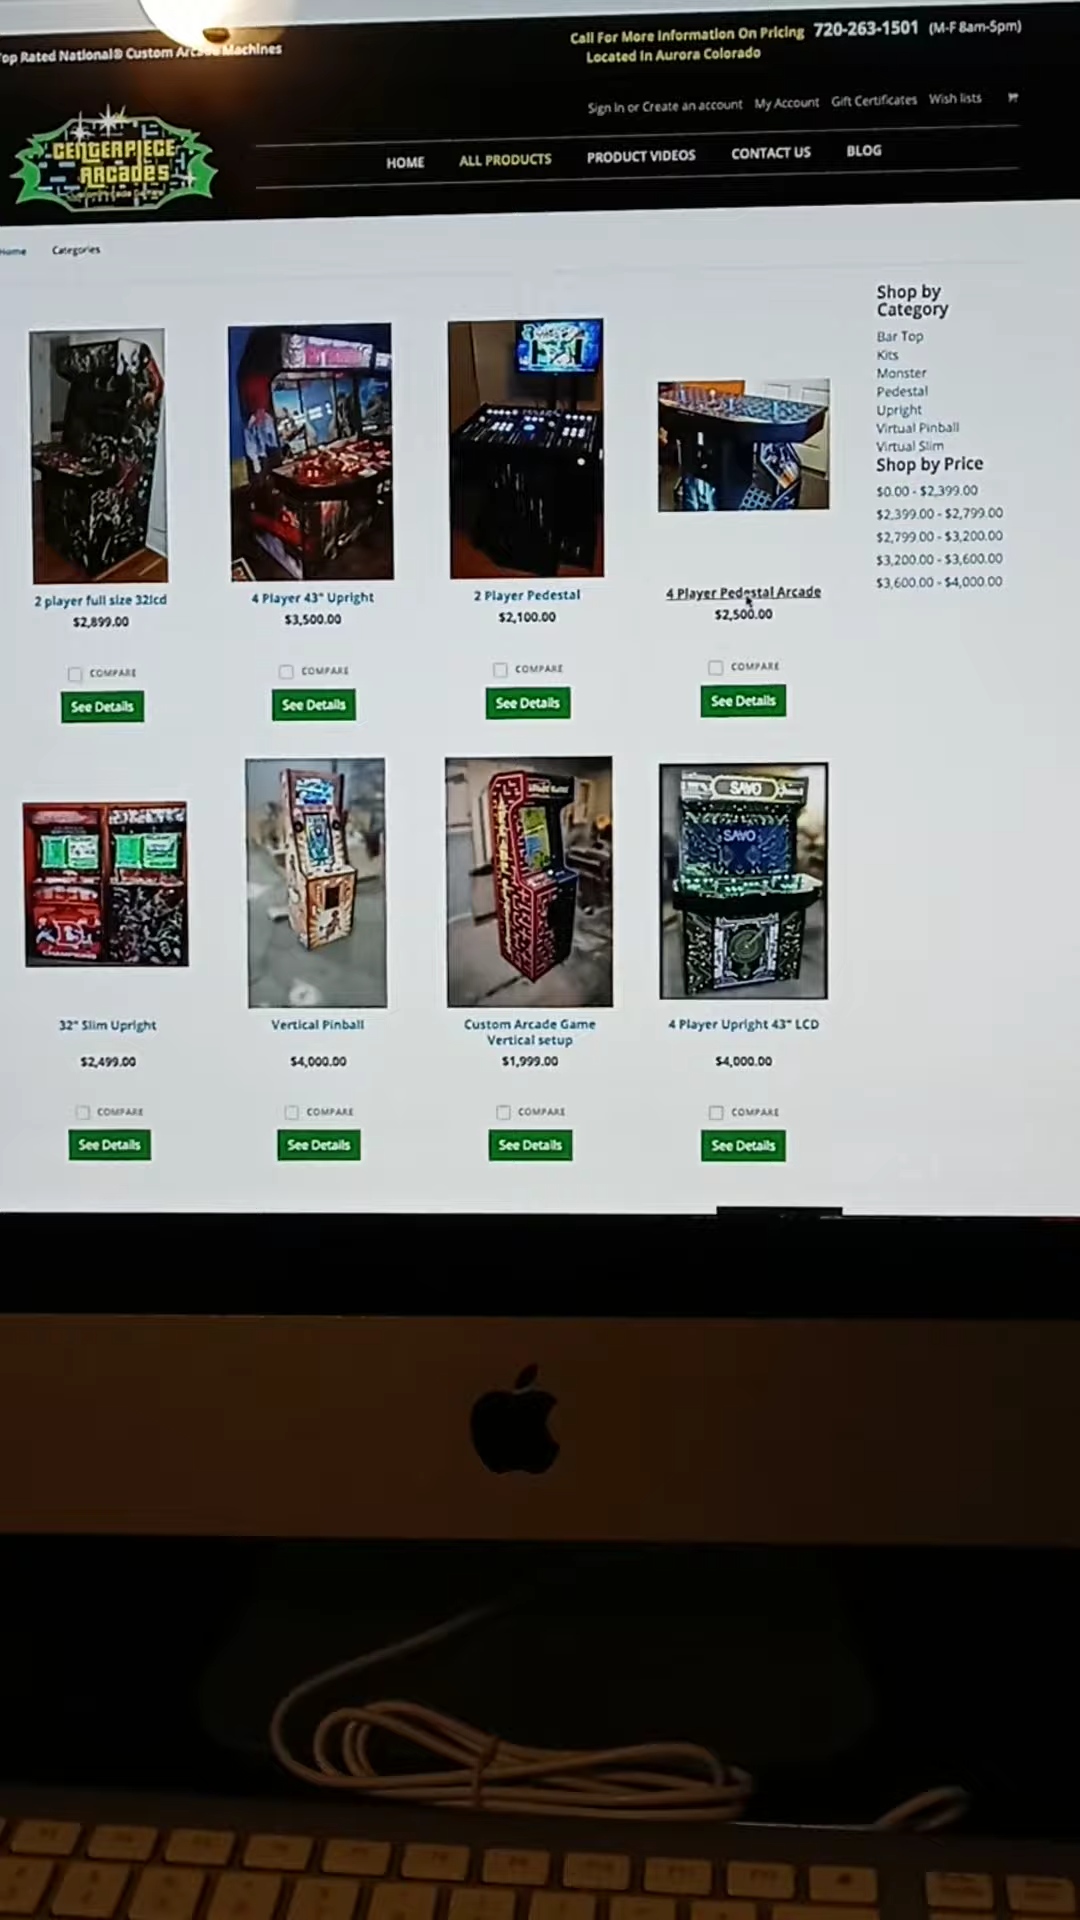 Top Rated National® Custom Arcade Machines
Call For More Information On Pricing 720-263-1501 (M-F 8am-5pm)
Located In Aurora Colorado
Sign in or Create an account My Account Gift Certificates Wish lists
CENTERPIECE
ARCADES
HOME ALL PRODUCTS PRODUCT VIDEOS CONTACT US BLOG
Home Categories
Shop by
Category
Bar Top
Kits
Monster
Pedestal
Upright
Virtual Pinball
Virtual Slim
Shop by Price
$0.00 - $2,399.00
$2,399.00 - $2,799.00
$2,799.00 - $3,200.00
$3,200.00 - $3,600.00
$3,600.00 - $4,000.00
2 player full size 32lcd
$2,899.00
COMPARE
See Details
4 Player 43" Upright
$3,500.00
COMPARE
See Details
2 Player Pedestal
$2,100.00
COMPARE
See Details
4 Player Pedestal Arcade
$2,500.00
COMPARE
See Details
32" Slim Upright
$2,499.00
COMPARE
See Details
Vertical Pinball
$4,000.00
COMPARE
See Details
Custom Arcade Game
Vertical setup
$1,999.00
COMPARE
See Details
SAVO
SAVO
4 Player Upright 43" LCD
$4,000.00
COMPARE
See Details